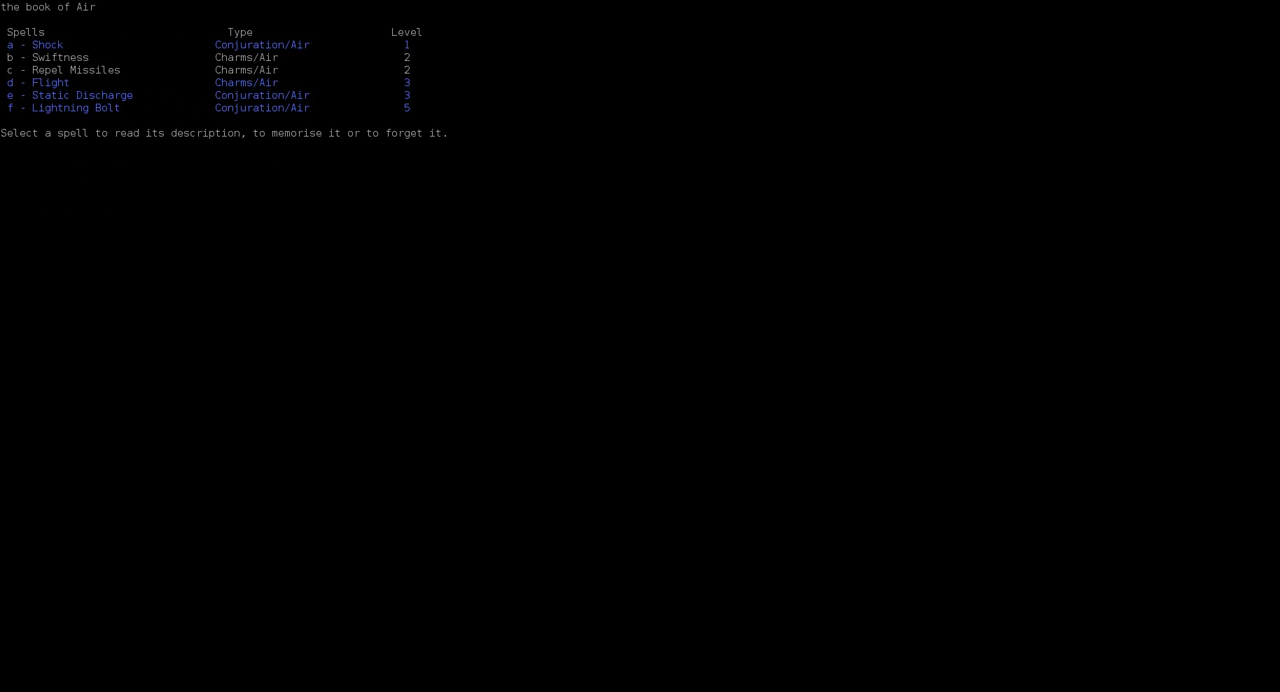 the book of Air
Spells Type Level
a - Shock Conjuration/Air 1
b - Swiftness Charms/Air 2
c - Repel Missiles Charms/Air 2
d - Flight Charms/Air 3
e - Static Discharge Conjuration/Air 3
f - Lightning Bolt Conjuration/Air 5
Select a spell to read its description, to memorise it or to forget it.